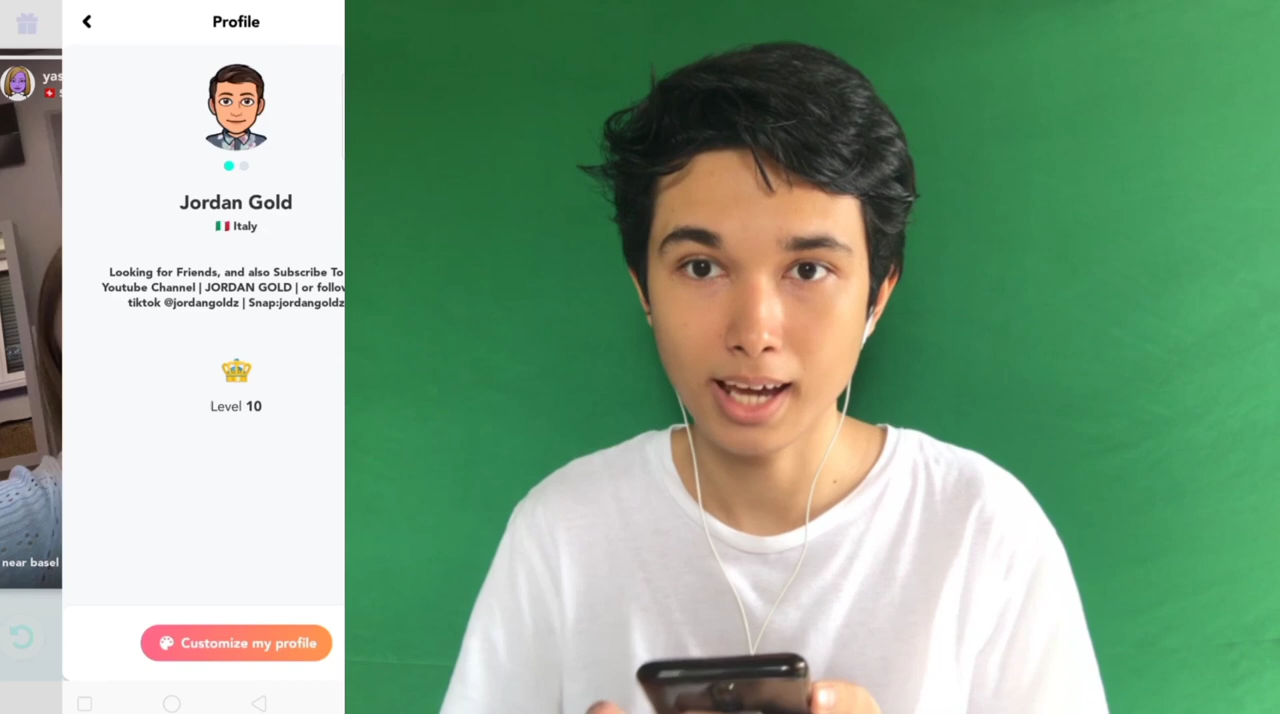 Profile
yas
Jordan Gold
🇮🇹 Italy
Looking for Friends, and also Subscribe To
Youtube Channel | JORDAN GOLD | or follow
tiktok @jordangoldz | Snap:jordangoldz
Level 10
near basel
Customize my profile